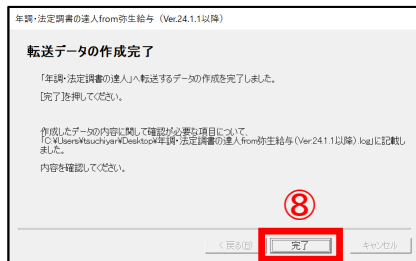 年調・法定調書の達人from弥生給与（Ver.24.1.1以降）
転送データの作成完了
「年調・法定調書の達人」へ転送するデータの作成を完了しました。
[完了]を押してください。
作成したデータの内容に関して確認が必要な項目について、
「C:¥Users¥tsuchiyar¥Desktop¥年調・法定調書の達人from弥生給与(Ver.24.1.1以降).log」に記載し
ました。
内容を確認してください。
⑧
< 戻る(B) 完了 キャンセル